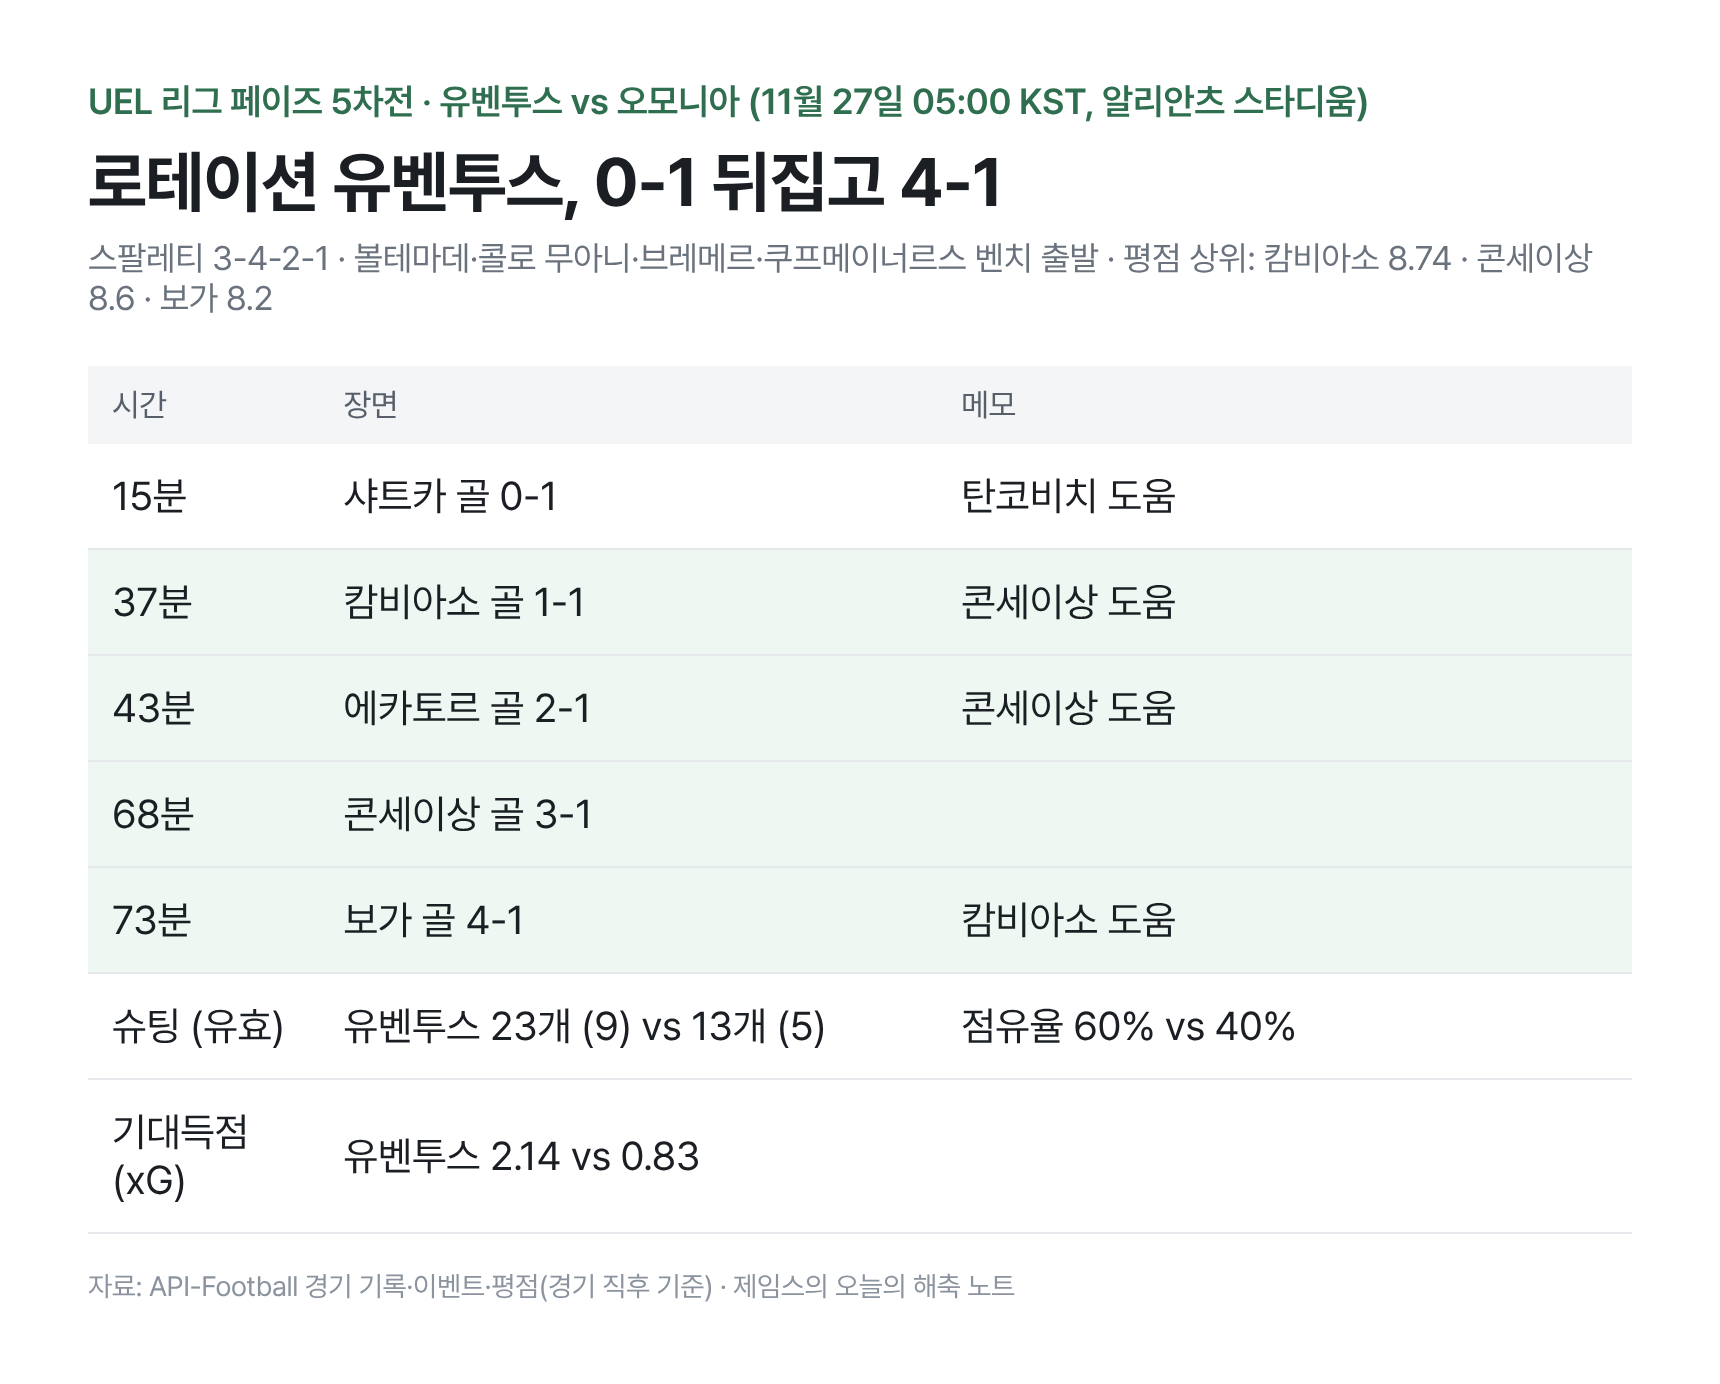 UEL 리그 페이즈 5차전 · 유벤투스 vs 오모니아 (11월 27일 05:00 KST, 알리안츠 스타디움)
로테이션 유벤투스, 0-1 뒤집고 4-1
스팔레티 3-4-2-1 · 볼테마데·콜로 무아니·브레메르·쿠프메이너르스 벤치 출발 · 평점 상위: 캄비아소 8.74 · 콘세이상
8.6 · 보가 8.2
시간 장면 메모
15분 샤트카 골 0-1 탄코비치 도움
37분 캄비아소 골 1-1 콘세이상 도움
43분 에카토르 골 2-1 콘세이상 도움
68분 콘세이상 골 3-1
73분 보가 골 4-1 캄비아소 도움
슈팅 (유효) 유벤투스 23개 (9) vs 13개 (5) 점유율 60% vs 40%
기대득점
(xG) 유벤투스 2.14 vs 0.83
자료: API-Football 경기 기록·이벤트·평점(경기 직후 기준) · 제임스의 오늘의 해축 노트